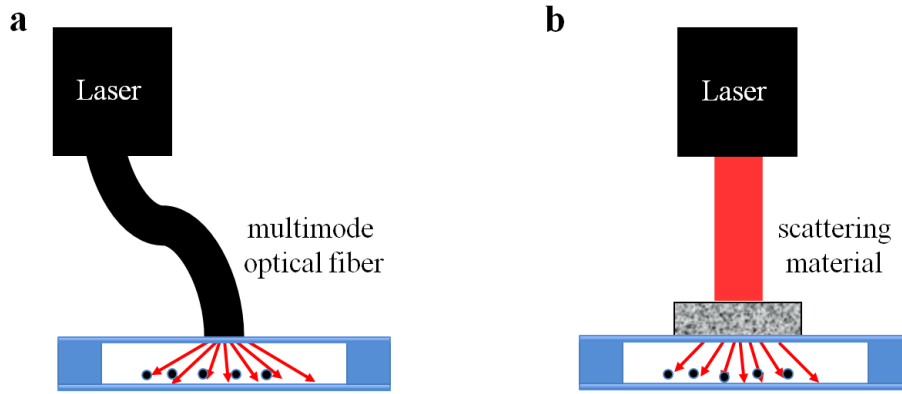 a
Laser
multimode
optical fiber
b
Laser
scattering
material